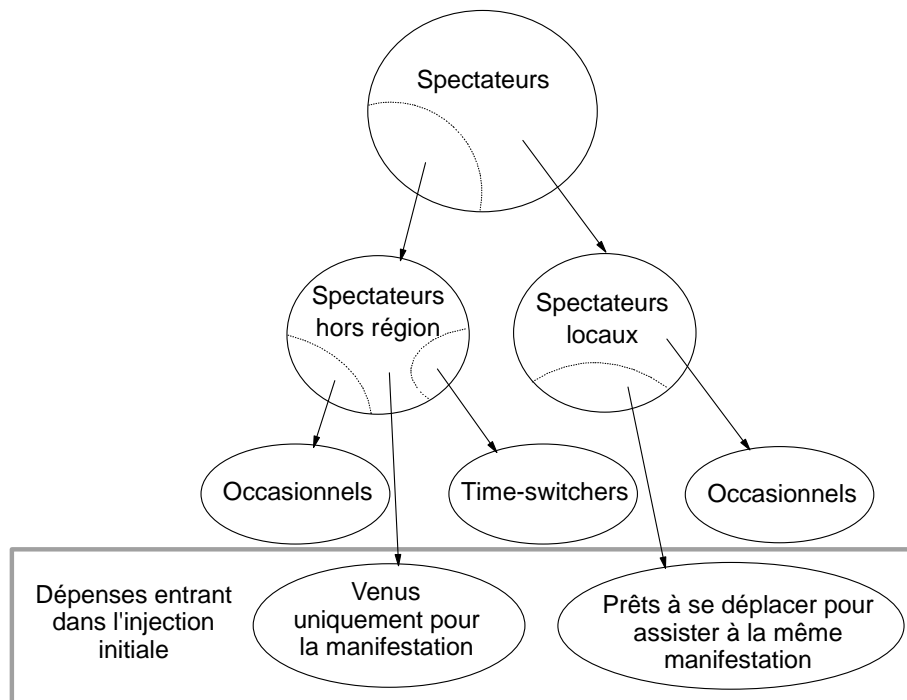 Spectateurs
Spectateurs
hors région
Spectateurs
locaux
Occasionnels
Time-switchers
Occasionnels
Dépenses entrant
dans l'injection
initiale
Venus
uniquement pour
la manifestation
Prêts à se déplacer pour
assister à la même
manifestation